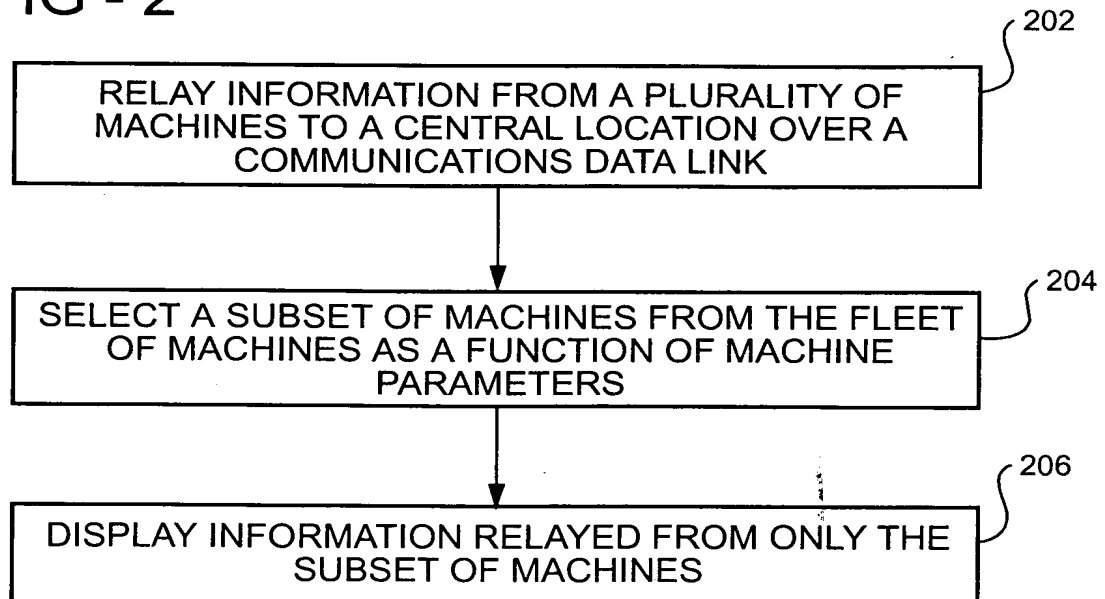 IG - 2
202
RELAY INFORMATION FROM A PLURALITY OF
MACHINES TO A CENTRAL LOCATION OVER A
COMMUNICATIONS DATA LINK
204
SELECT A SUBSET OF MACHINES FROM THE FLEET
OF MACHINES AS A FUNCTION OF MACHINE
PARAMETERS
206
DISPLAY INFORMATION RELAYED FROM ONLY THE
SUBSET OF MACHINES